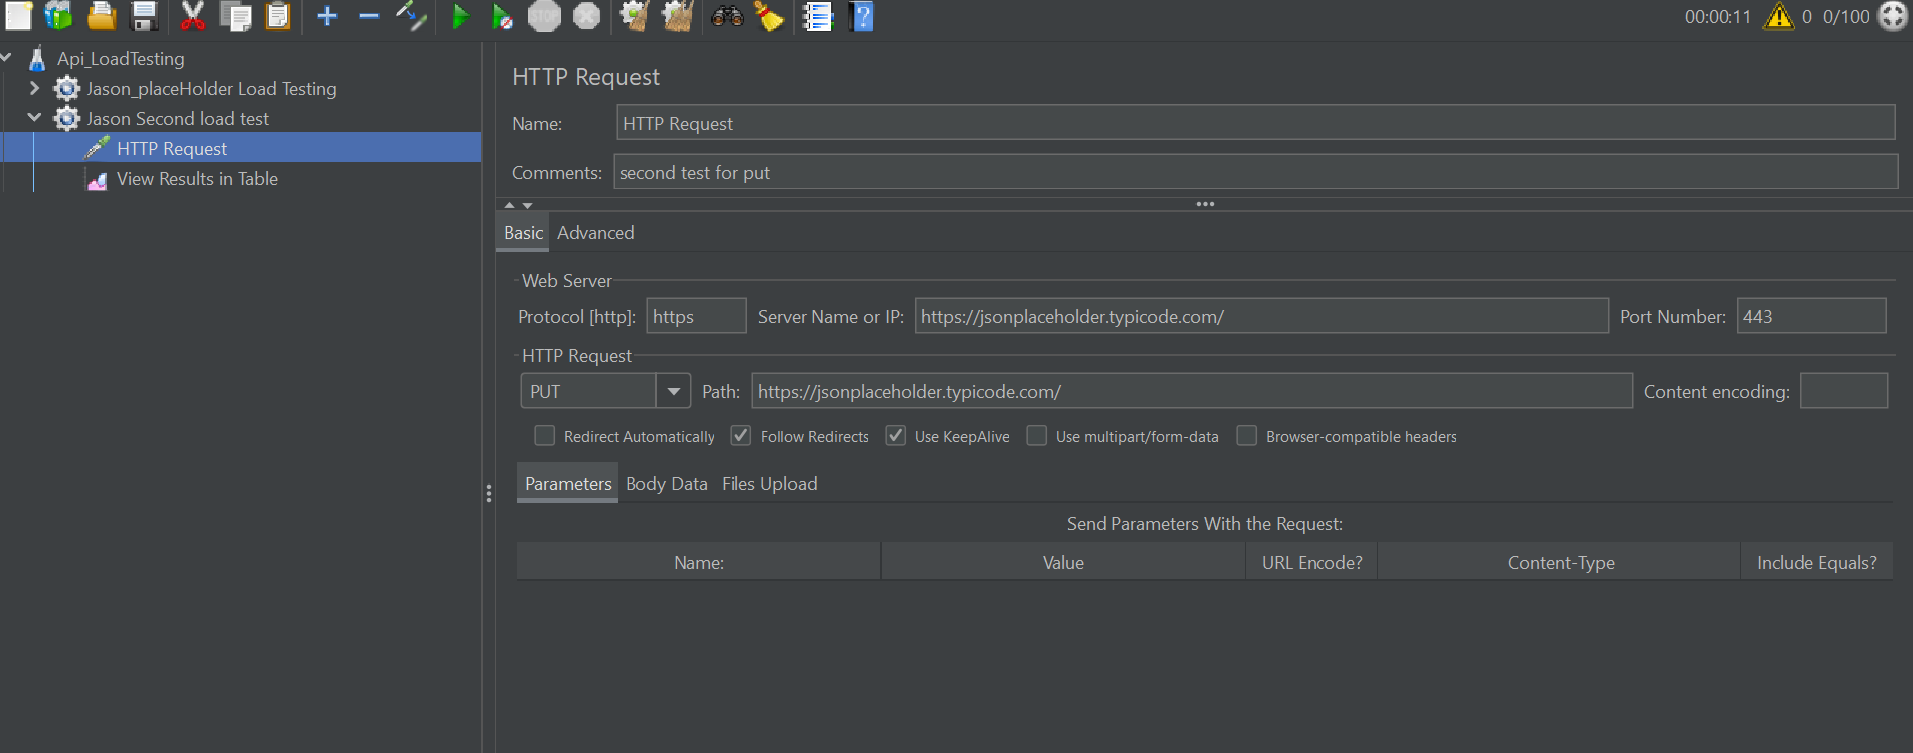 STOP
00:00:11 0 0/100
Api_LoadTesting
Jason_placeHolder Load Testing
Jason Second load test
HTTP Request
View Results in Table
HTTP Request
Name: HTTP Request
Comments: second test for put
Basic Advanced
Web Server
Protocol [http]: https Server Name or IP: https://jsonplaceholder.typicode.com/ Port Number: 443
HTTP Request
PUT Path: https://jsonplaceholder.typicode.com/ Content encoding:
Redirect Automatically Follow Redirects Use KeepAlive Use multipart/form-data Browser-compatible headers
Parameters Body Data Files Upload
Send Parameters With the Request:
Name: Value URL Encode? Content-Type Include Equals?